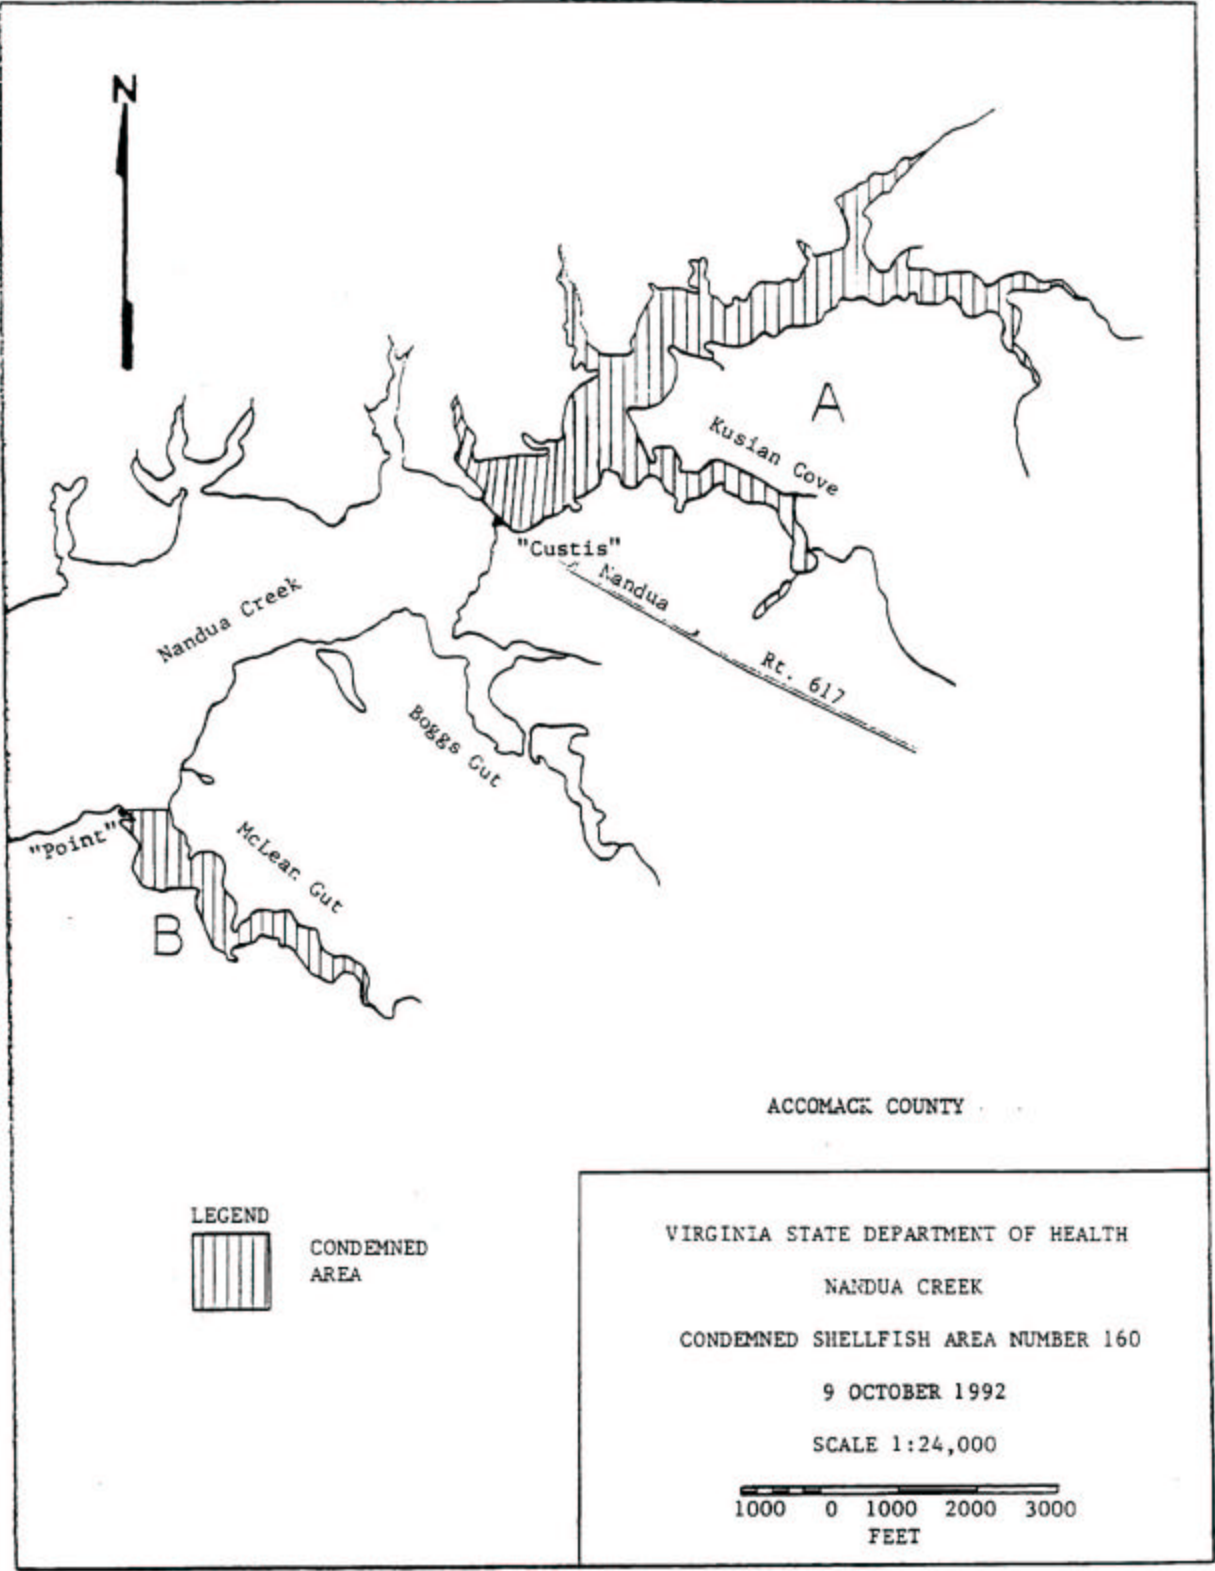 N
A
Kusian Cove
"Custis"
Nandua
Nandua Creek
Rt. 617
Boggs Gut
"Point"
McLean Gut
B
ACCOMACK COUNTY
LEGEND
CONDEMNED
AREA
VIRGINIA STATE DEPARTMENT OF HEALTH
NANDUA CREEK
CONDEMNED SHELLFISH AREA NUMBER 160
9 OCTOBER 1992
SCALE 1:24,000
1000 0 1000 2000 3000
FEET